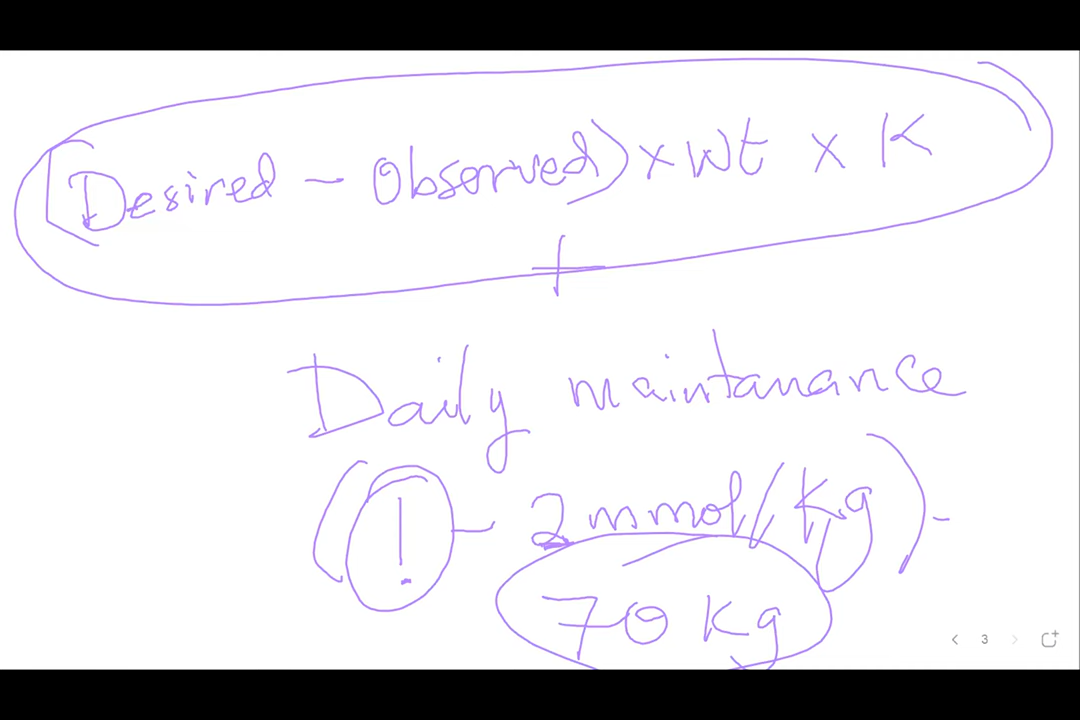 (Desired - Observed) x Wt x K
+
Daily maintanance
(1 - 2 mmol/Kg) -
70 Kg
< 3 >